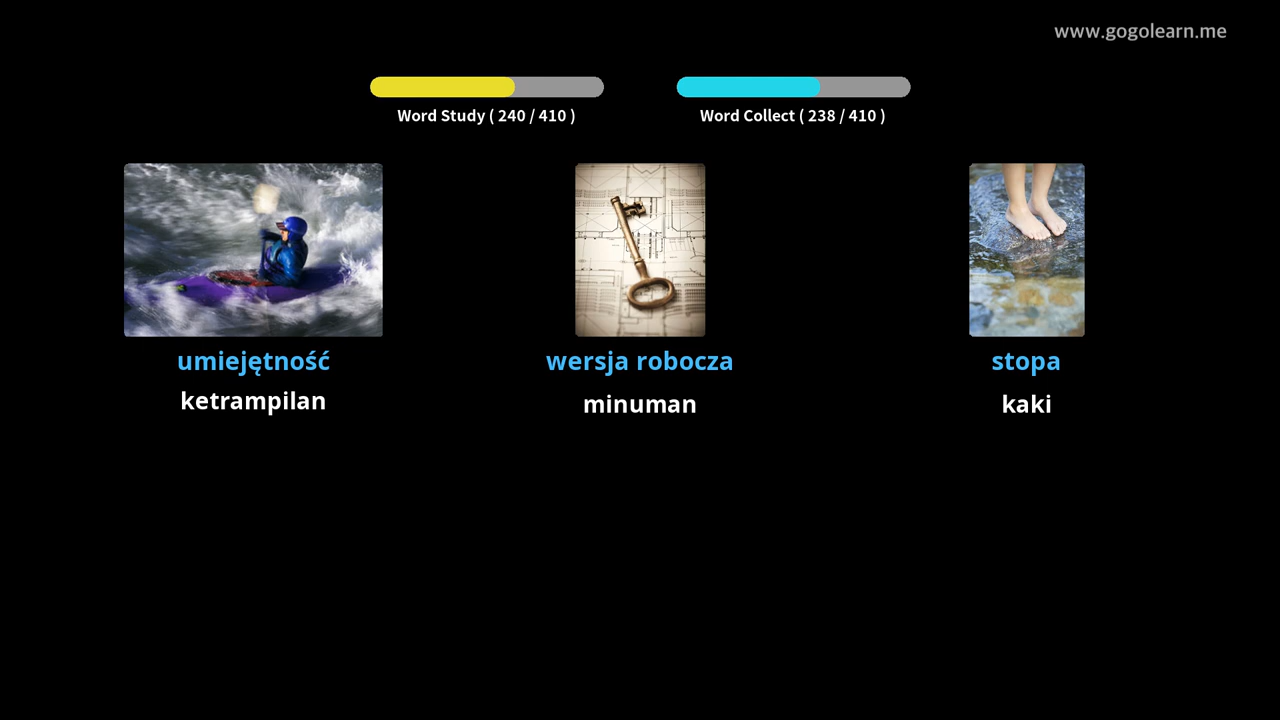 www.gogolearn.me
Word Study ( 240 / 410 )
Word Collect ( 238 / 410 )
umiejętność
ketrampilan
wersja robocza
minuman
stopa
kaki